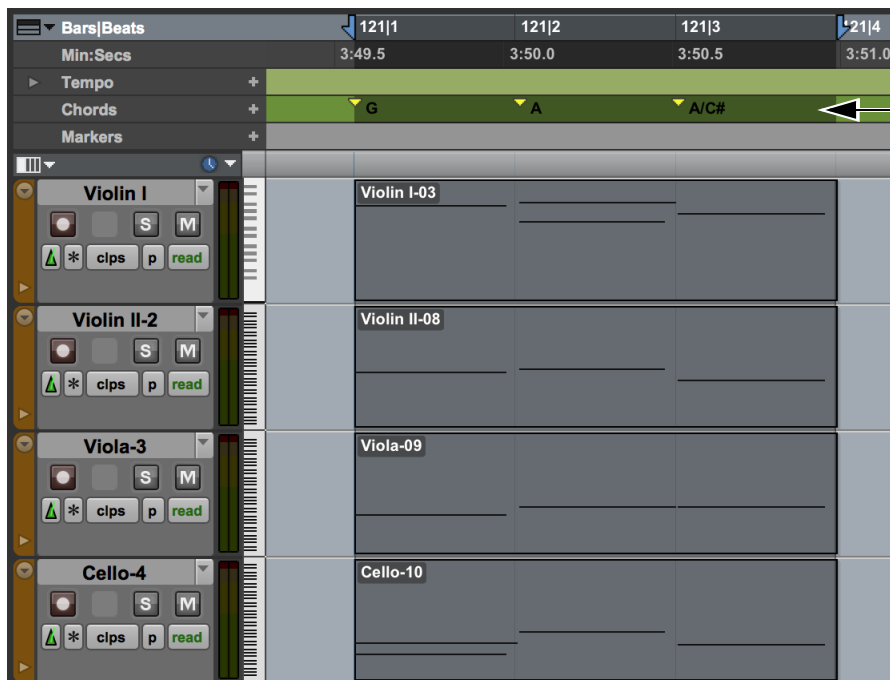 Bars|Beats 121|1 121|2 121|3 121|4
Min:Secs 3:49.5 3:50.0 3:50.5 3:51.0
Tempo +
Chords + G A A/C#
Markers +
Violin I Violin I-03
S M
* clps p read
Violin II-2 Violin II-08
S M
* clps p read
Viola-3 Viola-09
S M
* clps p read
Cello-4 Cello-10
S M
* clps p read